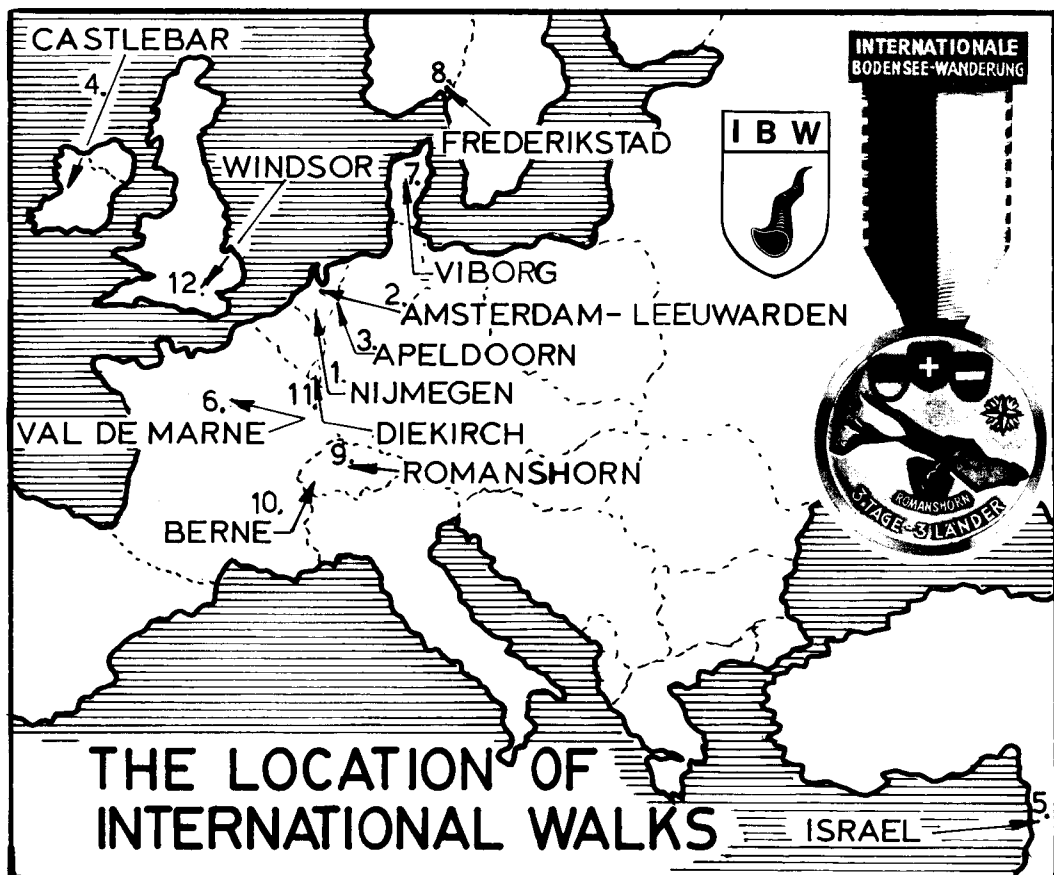 CASTLEBAR
4.
8.
FREDERIKSTAD
WINDSOR
7.
VIBORG
12.
2.
AMSTERDAM-LEEUWARDEN
3.
APELDOORN
1.
NIJMEGEN
11.
DIEKIRCH
6.
VAL DE MARNE
9.
ROMANSHORN
10.
BERNE
INTERNATIONALE
BODENSEE-WANDERUNG
I B W
ROMANSHORN
3. TAGE-3 LÄNDER
THE LOCATION OF
INTERNATIONAL WALKS
ISRAEL
5.